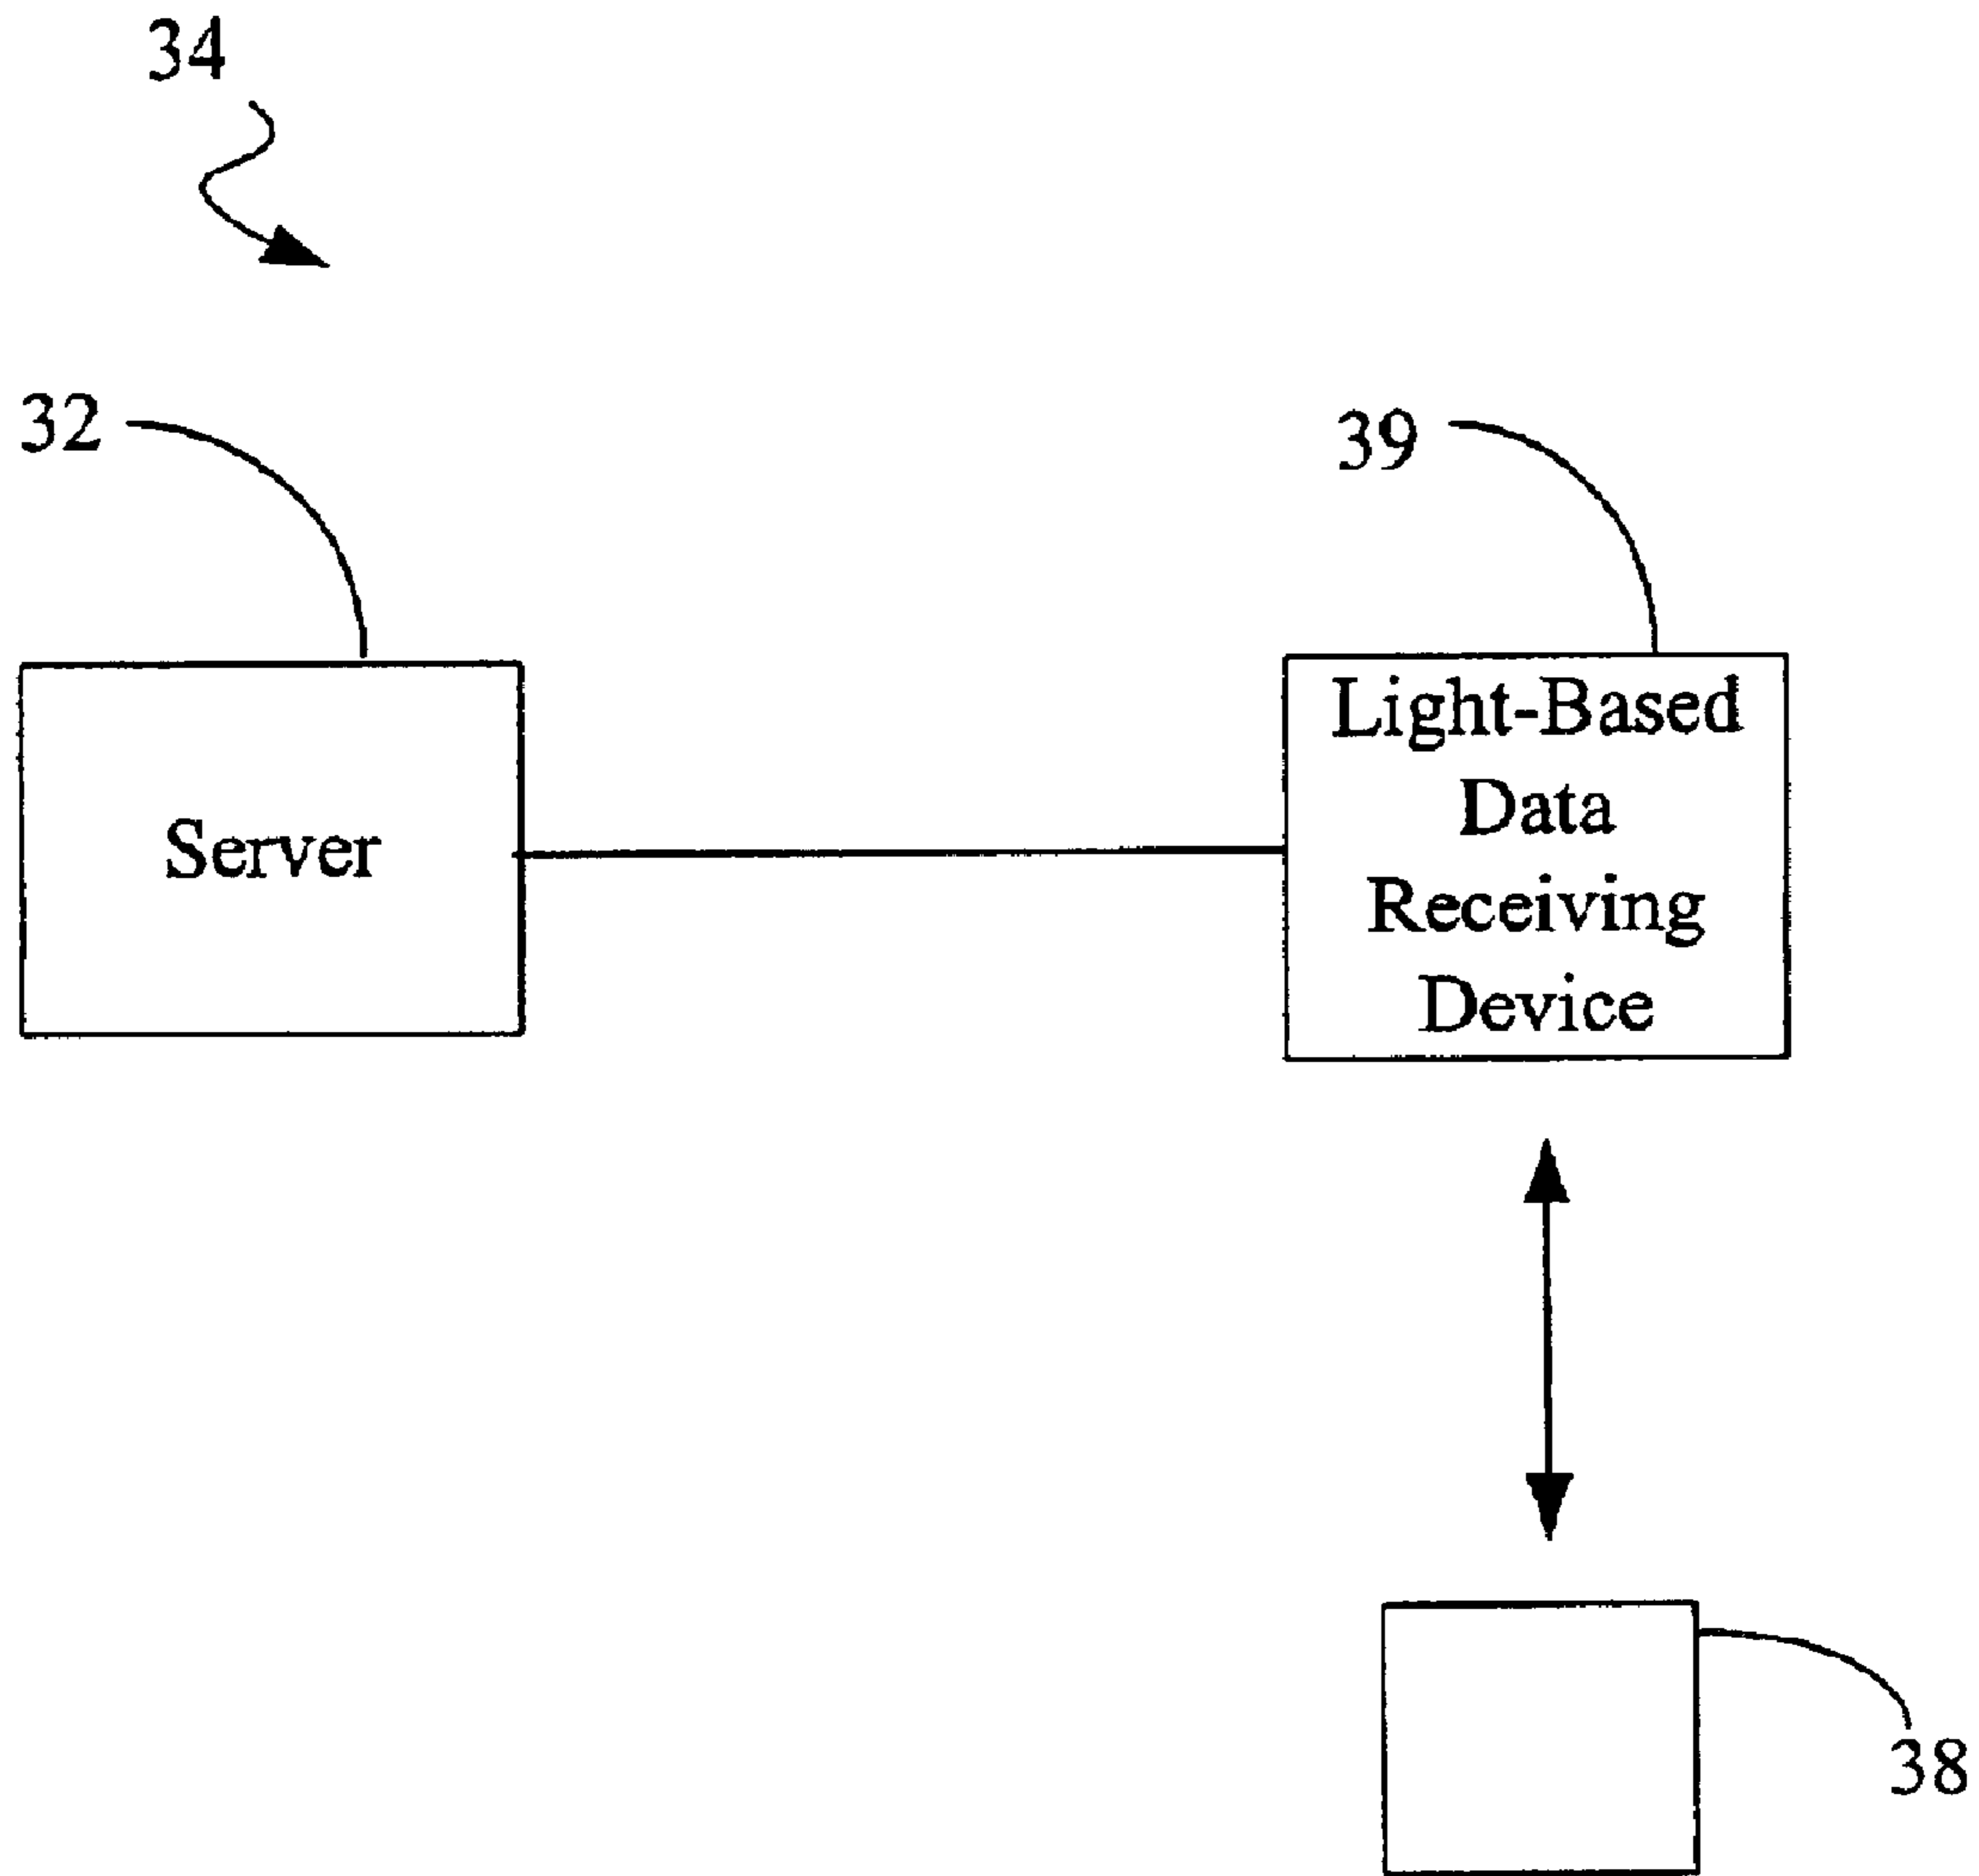 34
32
39
Server
Light-Based
Data
Receiving
Device
38